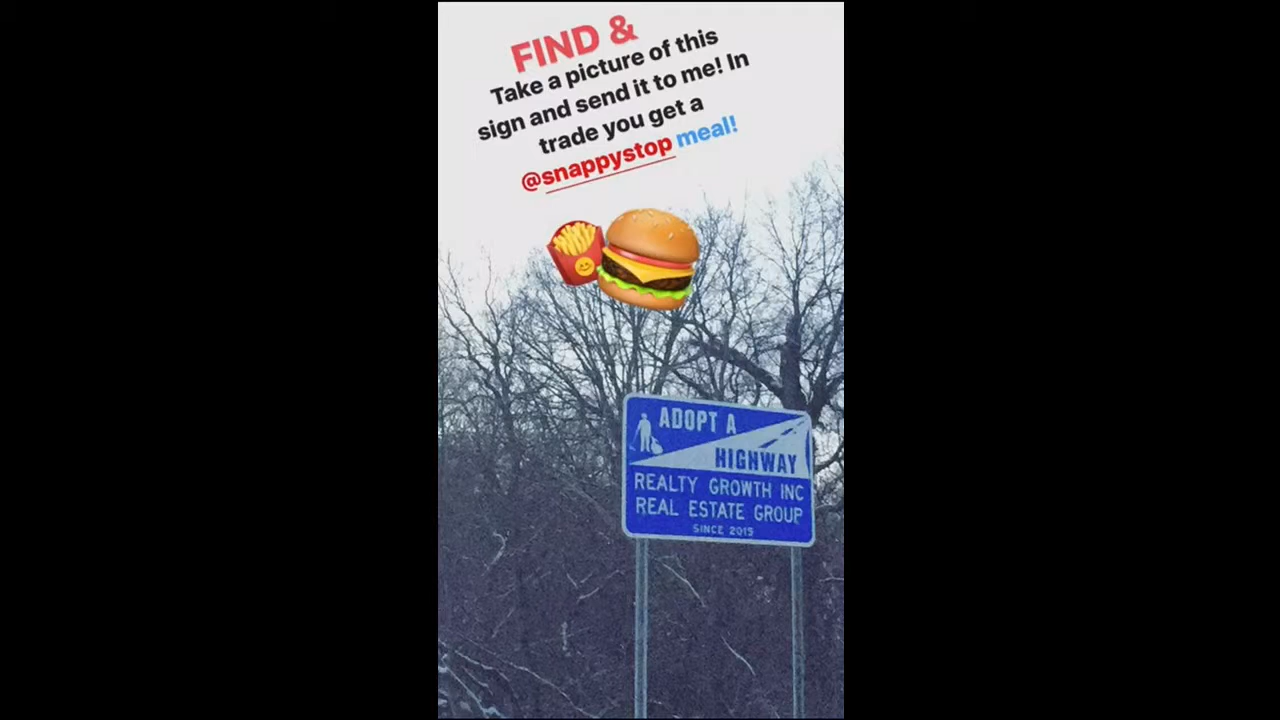 FIND &
Take a picture of this
sign and send it to me! In
trade you get a
@snappystop meal!
ADOPT A
HIGHWAY
REALTY GROWTH INC
REAL ESTATE GROUP
SINCE 2015